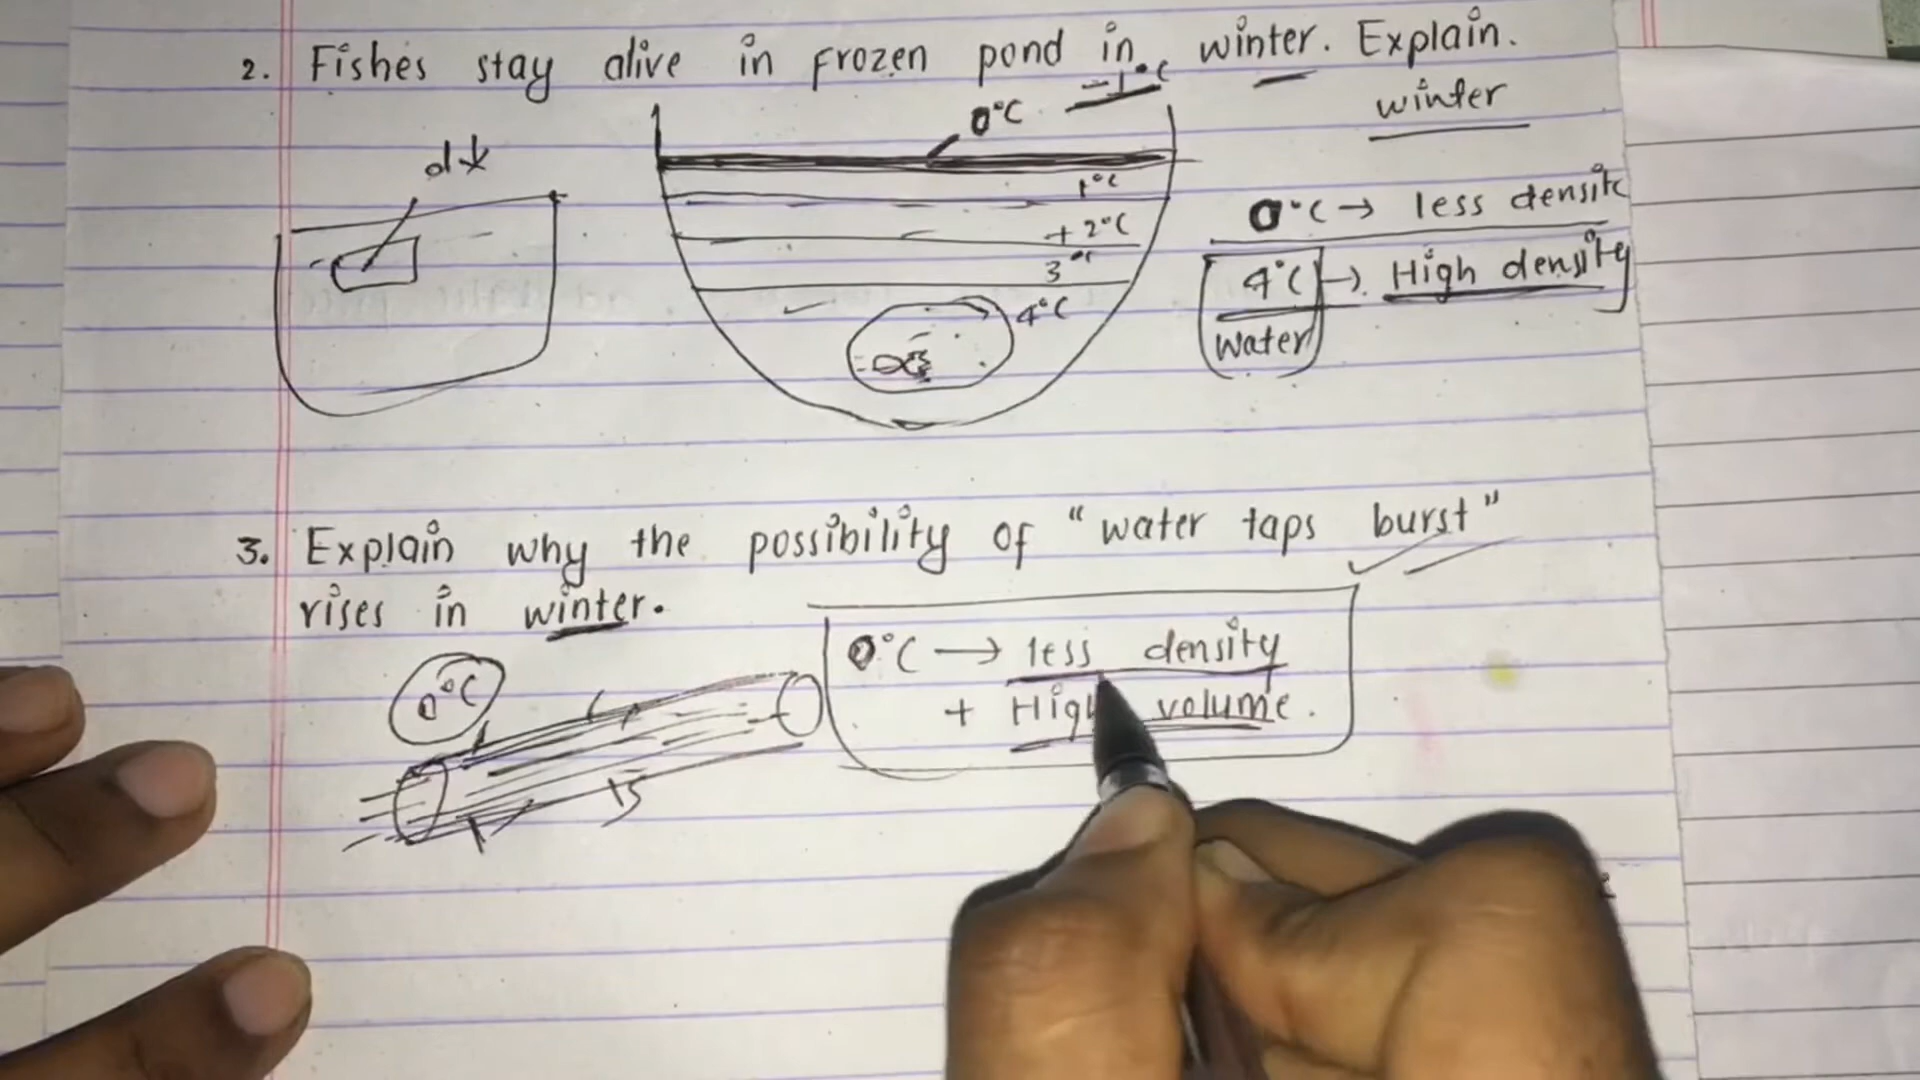 2. Fishes stay alive in frozen pond in winter. Explain.
-1°C
winter
0°C
1°C
+ 2°C
3°C
4°C
0°C → less densit
4°C → High density
water
3. Explain why the possibility of "water taps burst"
rises in winter.
0°C
0°C → less density
+ High volume.